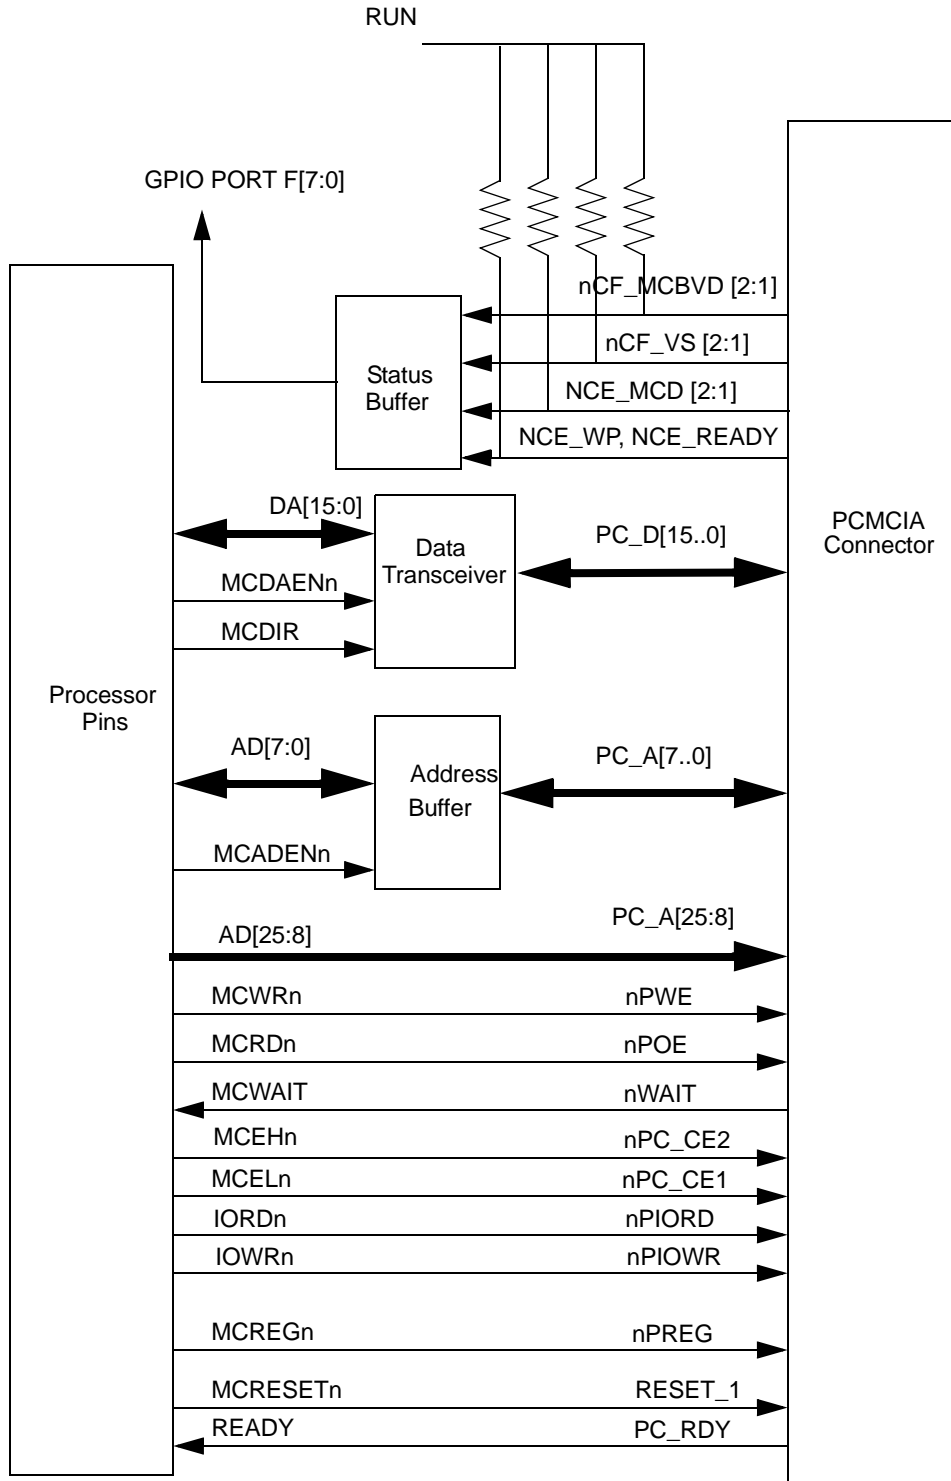 RUN
GPIO PORT F[7:0]
nCF_MCBVD [2:1]
nCF_VS [2:1]
Status
Buffer
NCE_MCD [2:1]
NCE_WP, NCE_READY
DA[15:0]
Data
Transceiver
PC_D[15..0]
PCMCIA
Connector
MCDAENn
MCDIR
Processor
Pins
AD[7:0]
Address
Buffer
PC_A[7..0]
MCADENn
AD[25:8]
PC_A[25:8]
MCWRn
nPWE
MCRDn
nPOE
MCWAIT
nWAIT
MCEHn
nPC_CE2
MCELn
nPC_CE1
IORDn
nPIORD
IOWRn
nPIOWR
MCREGn
nPREG
MCRESETn
RESET_1
READY
PC_RDY